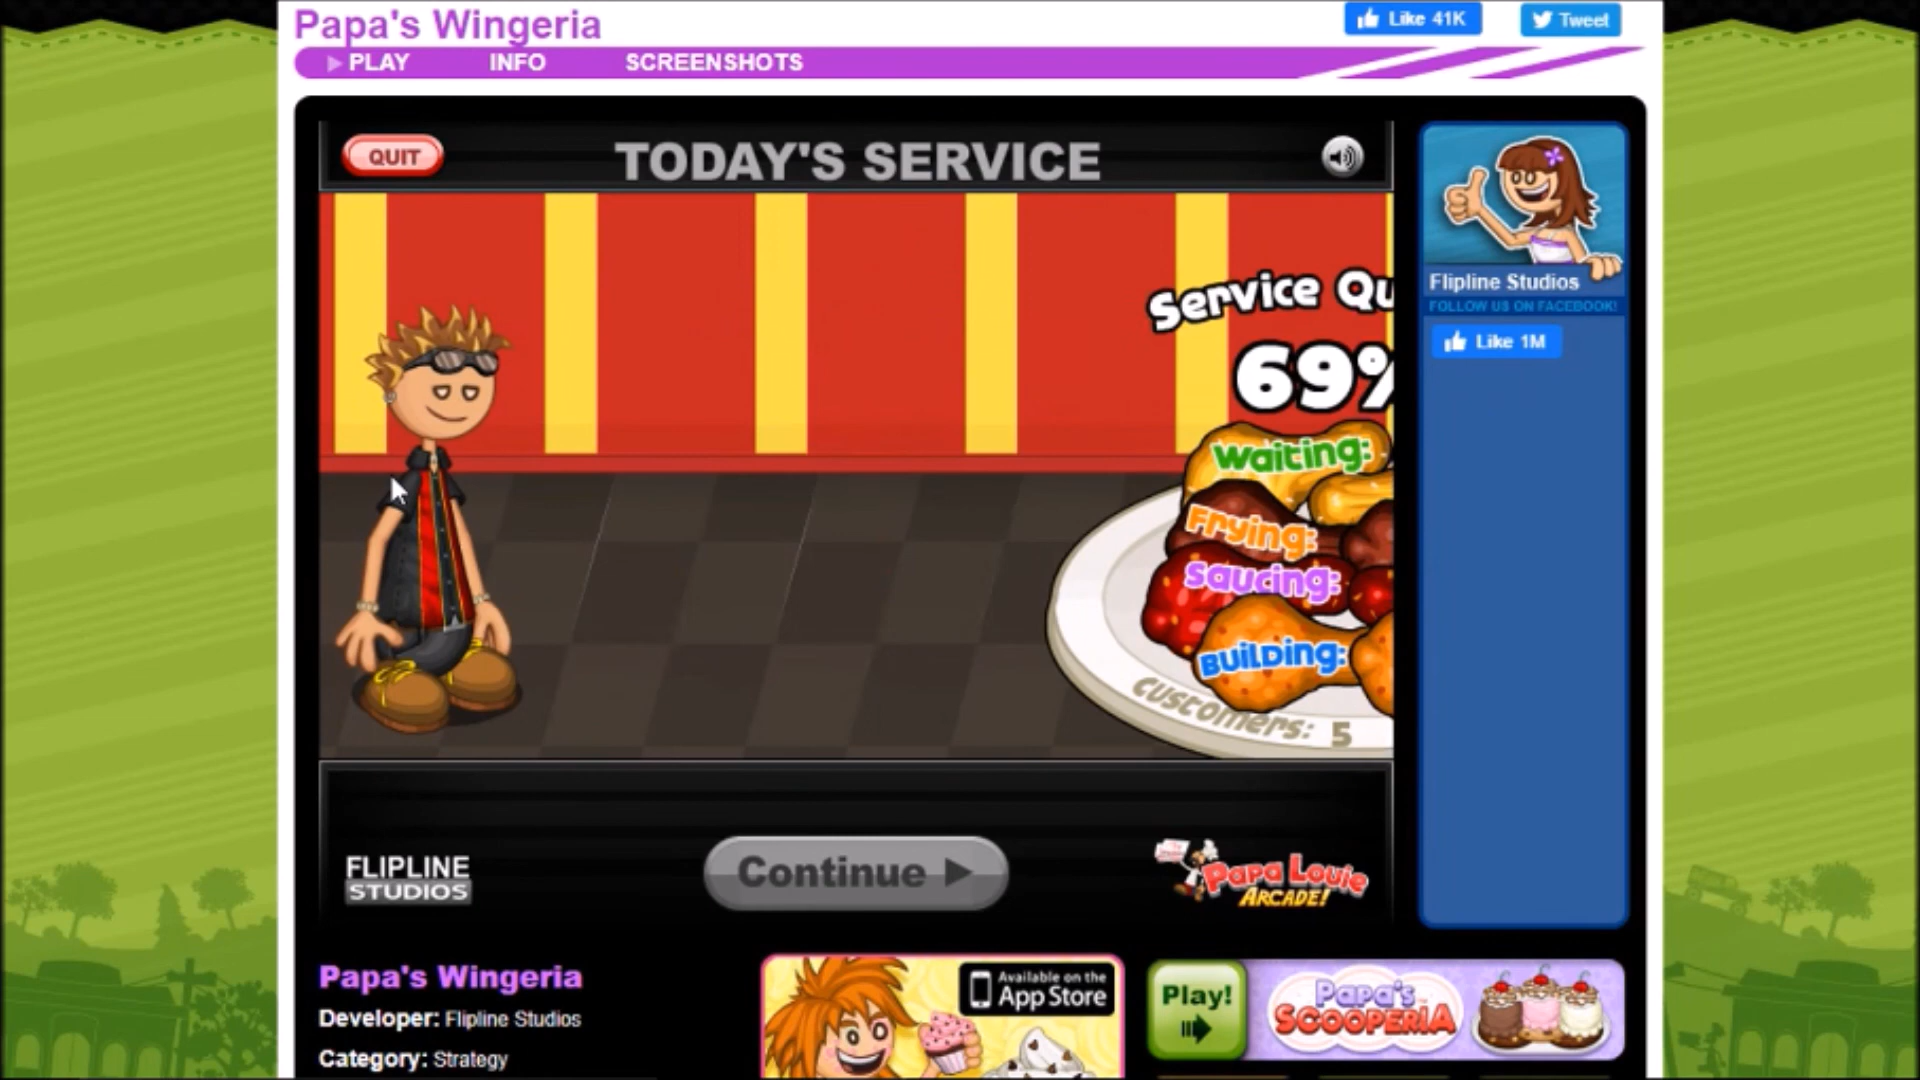 Papa's Wingeria
Like 41K
Tweet
PLAY INFO SCREENSHOTS
QUIT
TODAY'S SERVICE
Service Qu
69%
Waiting:
Frying:
Saucing:
Building:
Customers: 5
Flipline Studios
FOLLOW US ON FACEBOOK!
Like 1M
FLIPLINE
STUDIOS
Continue
Papa Louie
ARCADE!
Papa's Wingeria
Developer: Flipline Studios
Category: Strategy
Available on the
App Store
Play!
Papa's
SCOOPERIA